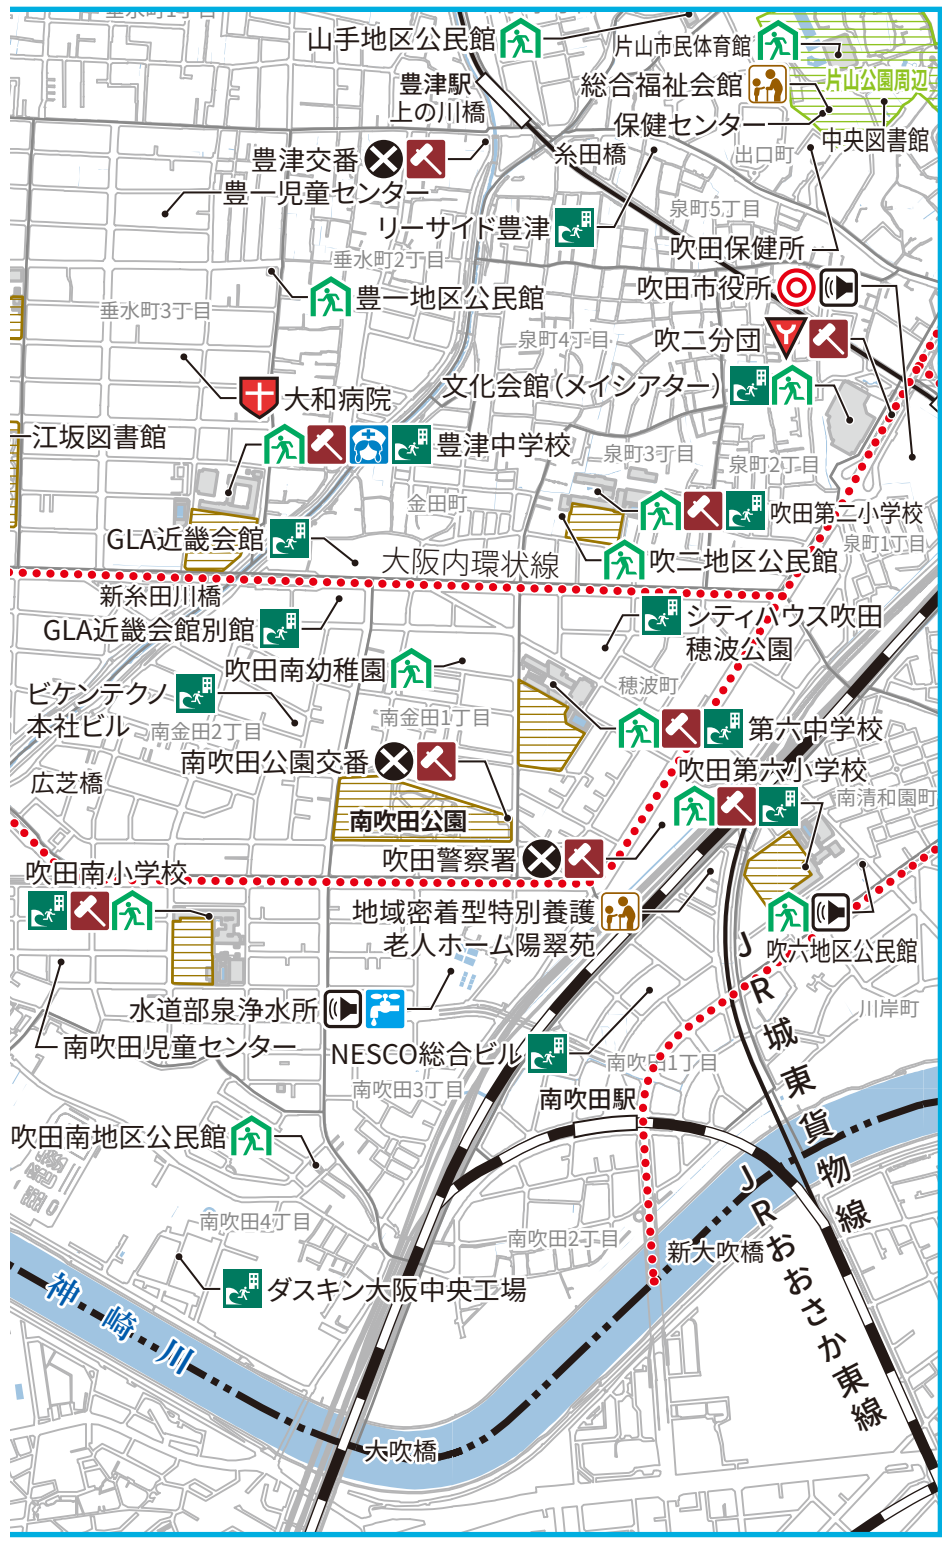 垂水町1丁目
山手地区公民館
片山市民体育館
豊津駅
上の川橋
総合福祉会館
片山公園周辺
保健センター
中央図書館
糸田橋
出口町
豊津交番
豊一児童センター
泉町5丁目
リーサイド豊津
吹田保健所
垂水町2丁目
吹田市役所
豊一地区公民館
垂水町3丁目
泉町4丁目
吹二分団
文化会館（メイシアター）
大和病院
江坂図書館
豊津中学校
泉町3丁目
泉町2丁目
金田町
吹田第二小学校
GLA近畿会館
大阪内環状線
吹二地区公民館
泉町1丁目
新糸田川橋
GLA近畿会館別館
シティハウス吹田
穂波公園
吹田南幼稚園
穂波町
ビケンテクノ
本社ビル
南金田2丁目
南金田1丁目
第六中学校
南吹田公園交番
吹田第六小学校
広芝橋
南清和園町
南吹田公園
吹田警察署
吹田南小学校
地域密着型特別養護
老人ホーム陽翠苑
吹六地区公民館
水道部泉浄水所
川岸町
南吹田児童センター
NESCO総合ビル
南吹田1丁目
南吹田3丁目
南吹田駅
JR城東貨物線
吹田南地区公民館
南吹田4丁目
南吹田2丁目
新大吹橋
JRおおさか東線
ダスキン大阪中央工場
神崎川
大吹橋